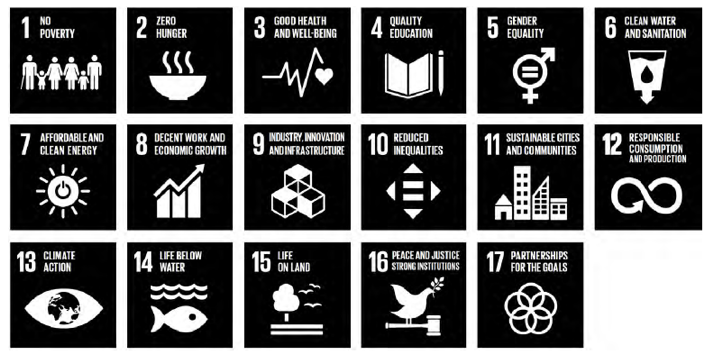 1 NO
POVERTY
2 ZERO
HUNGER
3 GOOD HEALTH
AND WELL-BEING
4 QUALITY
EDUCATION
5 GENDER
EQUALITY
6 CLEAN WATER
AND SANITATION
7 AFFORDABLE AND
CLEAN ENERGY
8 DECENT WORK AND
ECONOMIC GROWTH
9 INDUSTRY, INNOVATION
AND INFRASTRUCTURE
10 REDUCED
INEQUALITIES
11 SUSTAINABLE CITIES
AND COMMUNITIES
12 RESPONSIBLE
CONSUMPTION
AND PRODUCTION
13 CLIMATE
ACTION
14 LIFE BELOW
WATER
15 LIFE
ON LAND
16 PEACE AND JUSTICE
STRONG INSTITUTIONS
17 PARTNERSHIPS
FOR THE GOALS